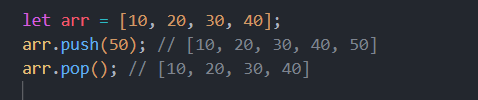 let arr = [10, 20, 30, 40];
arr.push(50); // [10, 20, 30, 40, 50]
arr.pop(); // [10, 20, 30, 40]